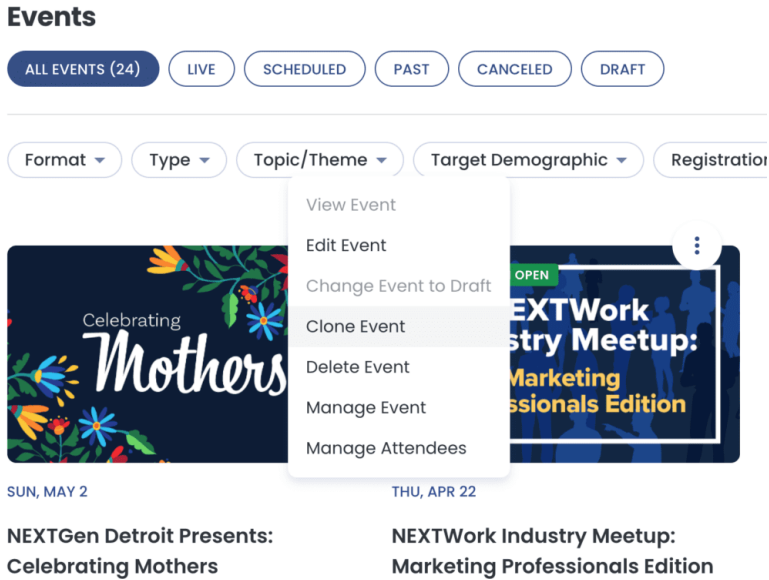 Events
ALL EVENTS (24)
LIVE
SCHEDULED
PAST
CANCELED
DRAFT
Format
Type
Topic/Theme
Target Demographic
Registration
View Event
Edit Event
Change Event to Draft
Clone Event
Delete Event
Manage Event
Manage Attendees
Celebrating
Mothers
OPEN
EXTWork
stry Meetup:
Marketing
ssionals Edition
SUN, MAY 2
NEXTGen Detroit Presents:
Celebrating Mothers
THU, APR 22
NEXTWork Industry Meetup:
Marketing Professionals Edition